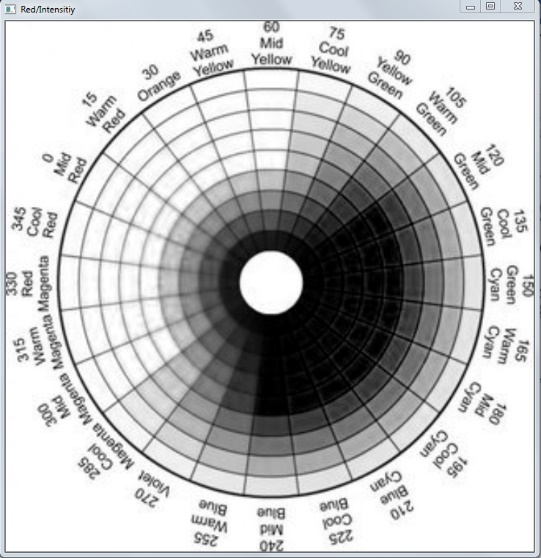 Red/Intensitiy
60
Mid
Yellow
75
Cool
Yellow
90
Yellow
Green
105
Warm
Green
120
Mid
Green
135
Cool
Green
150
Green
Cyan
165
Warm
Cyan
180
Mid
Cyan
195
Cool
Cyan
210
Blue
Cyan
225
Cool
Blue
240
Mid
Blue
255
Warm
Blue
270
Violet
285
Cool
Magenta
300
Mid
Magenta
315
Warm
Magenta
330
Red
Magenta
345
Cool
Red
0
Mid
Red
15
Warm
Red
30
Orange
45
Warm
Yellow